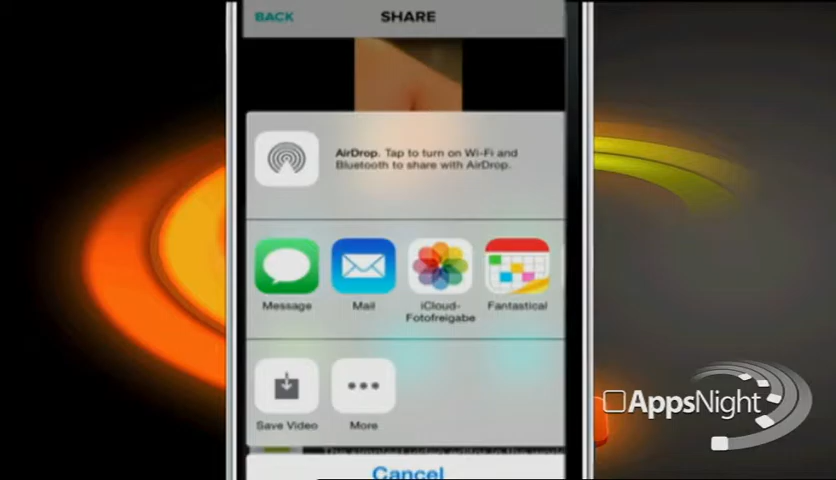 BACK
SHARE
AirDrop. Tap to turn on Wi-Fi and
Bluetooth to share with AirDrop.
Message
Mail
iCloud-
Fotofreigabe
Fantastical
Save Video
More
Cancel
AppsNight